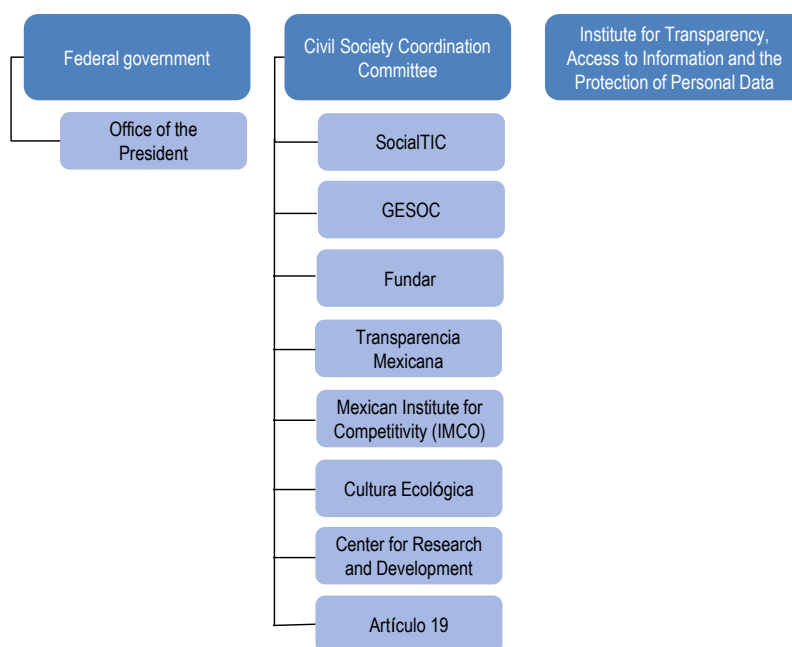 Federal government
Office of the
President
Civil Society Coordination
Committee
SocialTIC
GESOC
Fundar
Transparencia
Mexicana
Mexican Institute for
Competitivity (IMCO)
Cultura Ecológica
Center for Research
and Development
Artículo 19
Institute for Transparency,
Access to Information and the
Protection of Personal Data